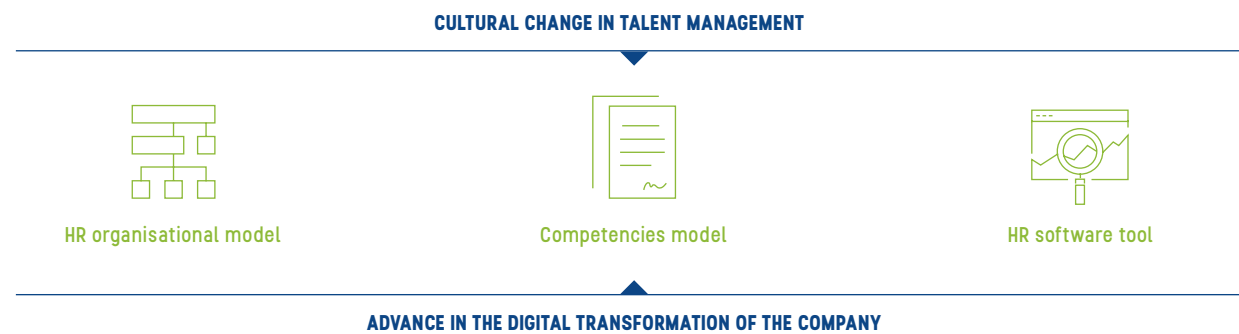 CULTURAL CHANGE IN TALENT MANAGEMENT
HR organisational model
Competencies model
HR software tool
ADVANCE IN THE DIGITAL TRANSFORMATION OF THE COMPANY